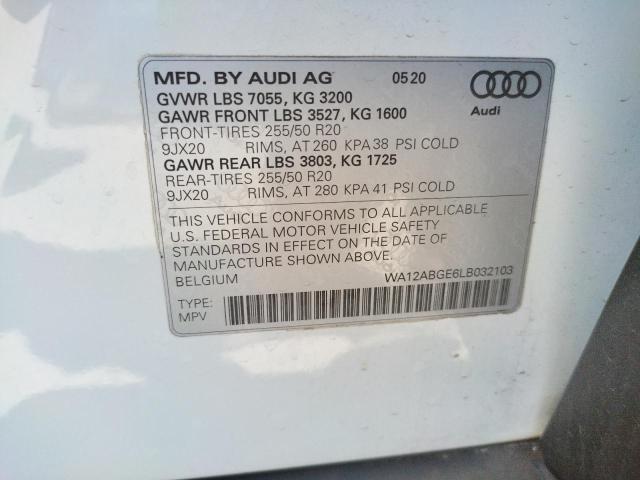 MFD. BY AUDI AG 0520
GVWR LBS 7055, KG 3200
GAWR FRONT LBS 3527, KG 1600
FRONT-TIRES 255/50 R20
9JX20 RIMS, AT 260 KPA 38 PSI COLD
GAWR REAR LBS 3803, KG 1725
REAR-TIRES 255/50 R20
9JX20 RIMS, AT 280 KPA 41 PSI COLD
Audi
THIS VEHICLE CONFORMS TO ALL APPLICABLE
U.S. FEDERAL MOTOR VEHICLE SAFETY
STANDARDS IN EFFECT ON THE DATE OF
MANUFACTURE SHOWN ABOVE.
BELGIUM WA12ABGE6LB032103
TYPE:
MPV